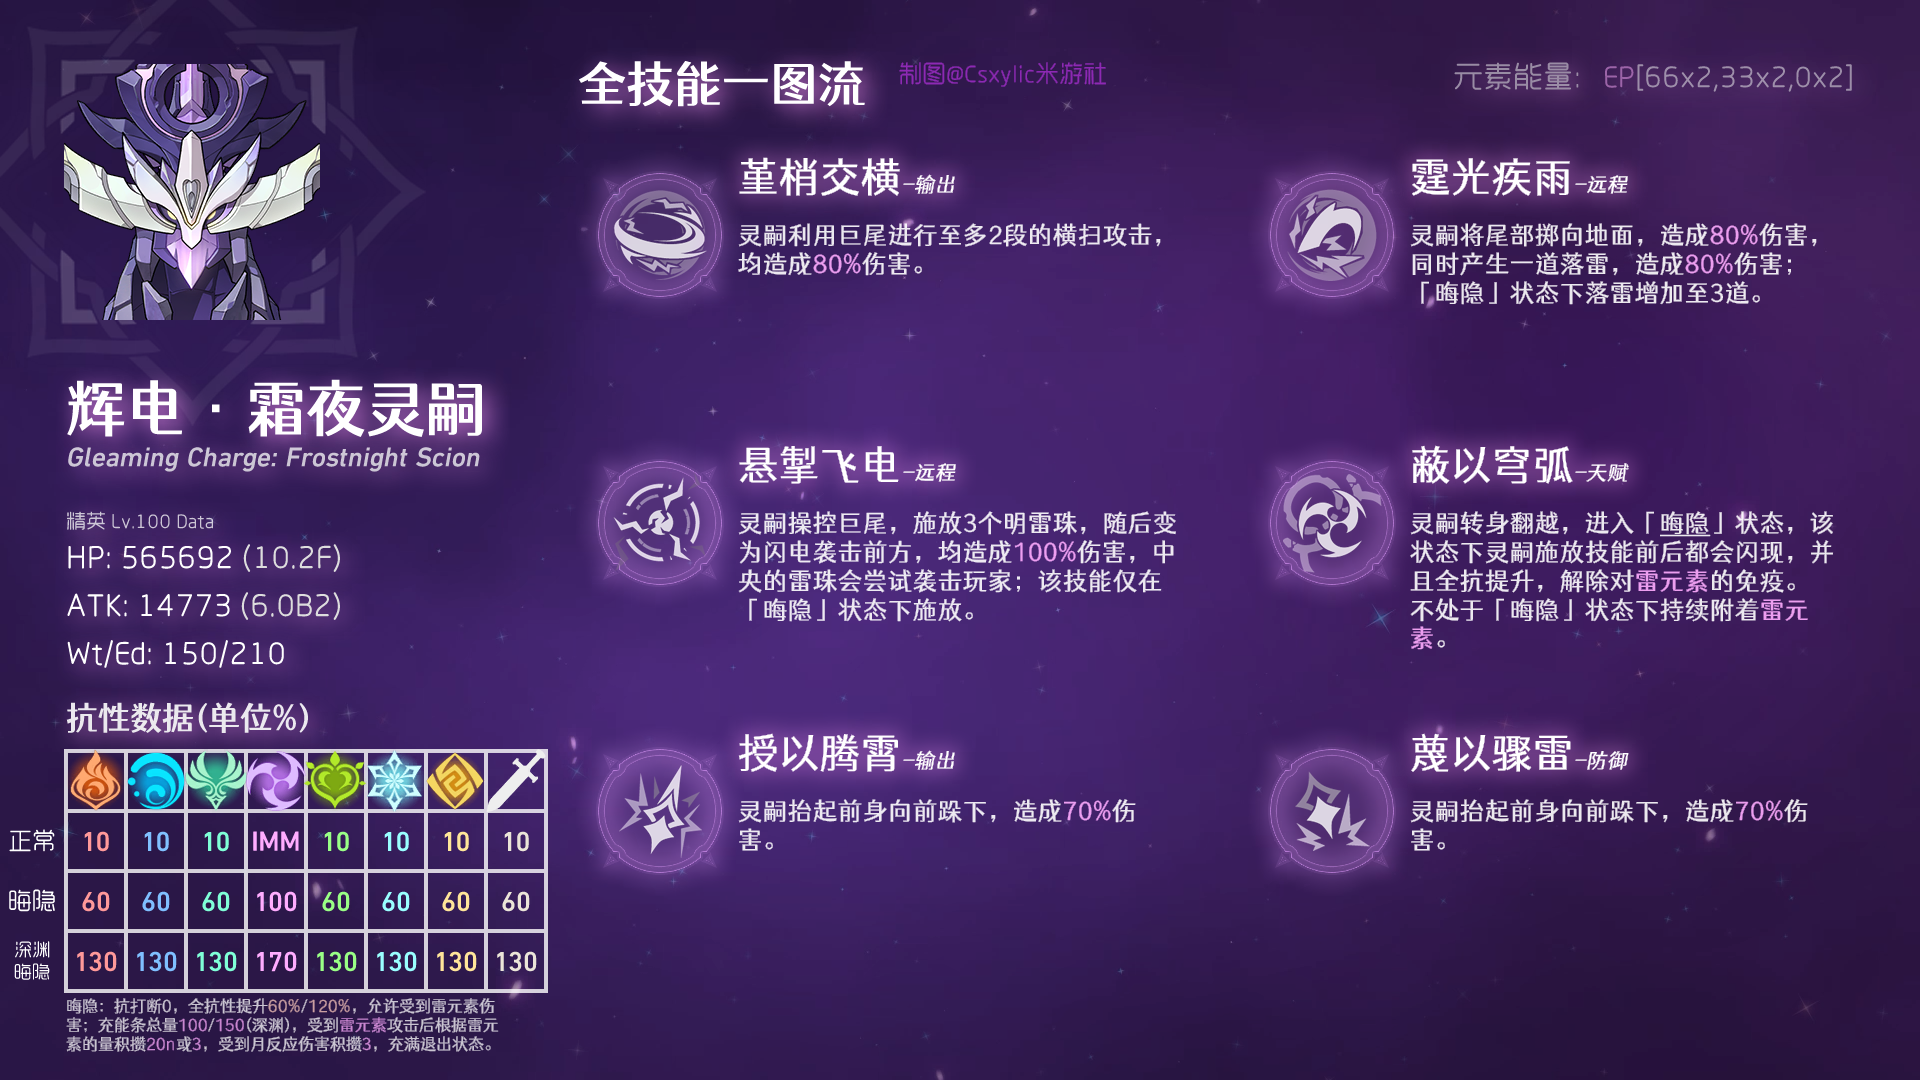 全技能一图流
制图@Csxylic米游社
元素能量: EP[66x2,33x2,0x2]
辉电·霜夜灵嗣
Gleaming Charge: Frostnight Scion
精英 Lv.100 Data
HP: 565692 (10.2F)
ATK: 14773 (6.0B2)
Wt/Ed: 150/210
抗性数据(单位%)
正常 10 10 10 IMM 10 10 10 10
晦隐 60 60 60 100 60 60 60 60
深渊
晦隐 130 130 130 170 130 130 130 130
晦隐：抗打断0，全抗性提升60%/120%，允许受到雷元素伤
害；充能条总量100/150(深渊)，受到雷元素攻击后根据雷元
素的量积攒20n或3，受到月反应伤害积攒3，充满退出状态。
堇梢交横–输出
灵嗣利用巨尾进行至多2段的横扫攻击，
均造成80%伤害。
霆光疾雨–远程
灵嗣将尾部掷向地面，造成80%伤害，
同时产生一道落雷，造成80%伤害；
「晦隐」状态下落雷增加至3道。
悬掣飞电–远程
灵嗣操控巨尾，施放3个明雷珠，随后变
为闪电袭击前方，均造成100%伤害，中
央的雷珠会尝试袭击玩家；该技能仅在
「晦隐」状态下施放。
蔽以穹弧–天赋
灵嗣转身翻越，进入「晦隐」状态，该
状态下灵嗣施放技能前后都会闪现，并
且全抗提升，解除对雷元素的免疫。
不处于「晦隐」状态下持续附着雷元
素。
授以腾霄–输出
灵嗣抬起前身向前跺下，造成70%伤
害。
蔑以骤雷–防御
灵嗣抬起前身向前跺下，造成70%伤
害。